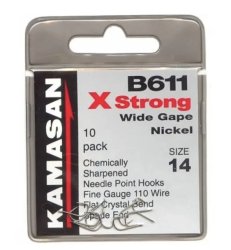 KAMASAN
B611
X Strong
Wide Gape
Nickel
10
pack
SIZE
14
Chemically
Sharpened
Needle Point Hooks
Fine Gauge 110 Wire
Flat Crystal Bend
Spade End